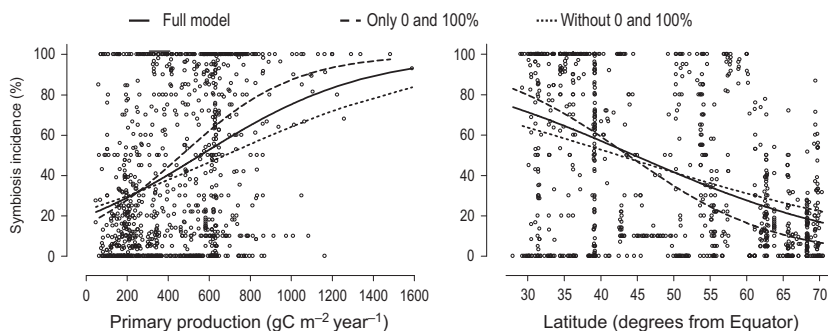 Full model Only 0 and 100% Without 0 and 100%
Symbiosis incidence (%)
100
80
60
40
20
0
0 200 400 600 800 1000 1200 1400 1600
Primary production (gC m⁻² year⁻¹)
100
80
60
40
20
0
30 35 40 45 50 55 60 65 70
Latitude (degrees from Equator)